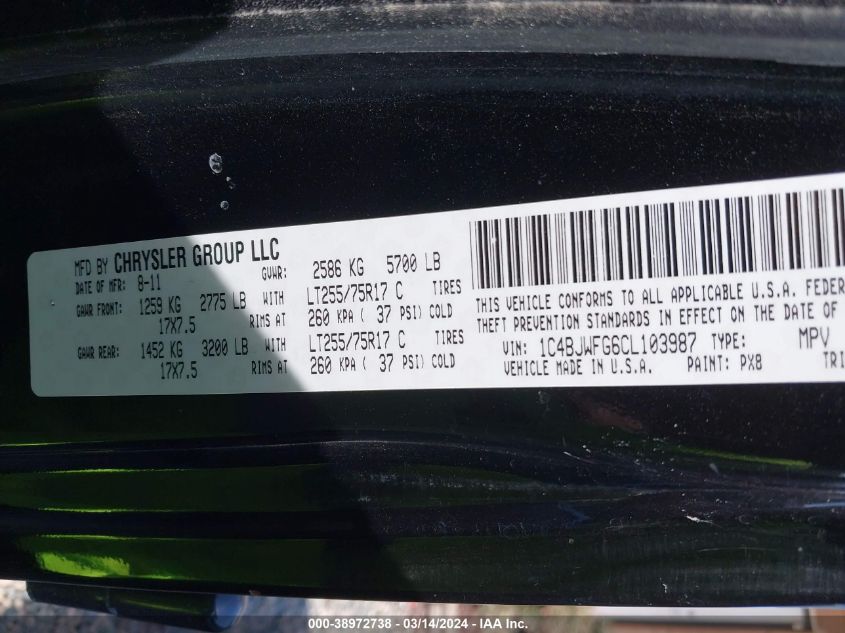 MFD BY CHRYSLER GROUP LLC
DATE OF MFR: 8-11 GVWR: 2586 KG 5700 LB
GAWR FRONT: 1259 KG 2775 LB WITH LT255/75R17 C TIRES
17X7.5 RIMS AT 260 KPA ( 37 PSI) COLD
GAWR REAR: 1452 KG 3200 LB WITH LT255/75R17 C TIRES
17X7.5 RIMS AT 260 KPA ( 37 PSI) COLD
THIS VEHICLE CONFORMS TO ALL APPLICABLE U.S.A. FEDER
THEFT PREVENTION STANDARDS IN EFFECT ON THE DATE OF
VIN: 1C4BJWFG6CL103987 TYPE: MPV
VEHICLE MADE IN U.S.A. PAINT: PX8 TRI
000-38972738 - 03/14/2024 - IAA Inc.